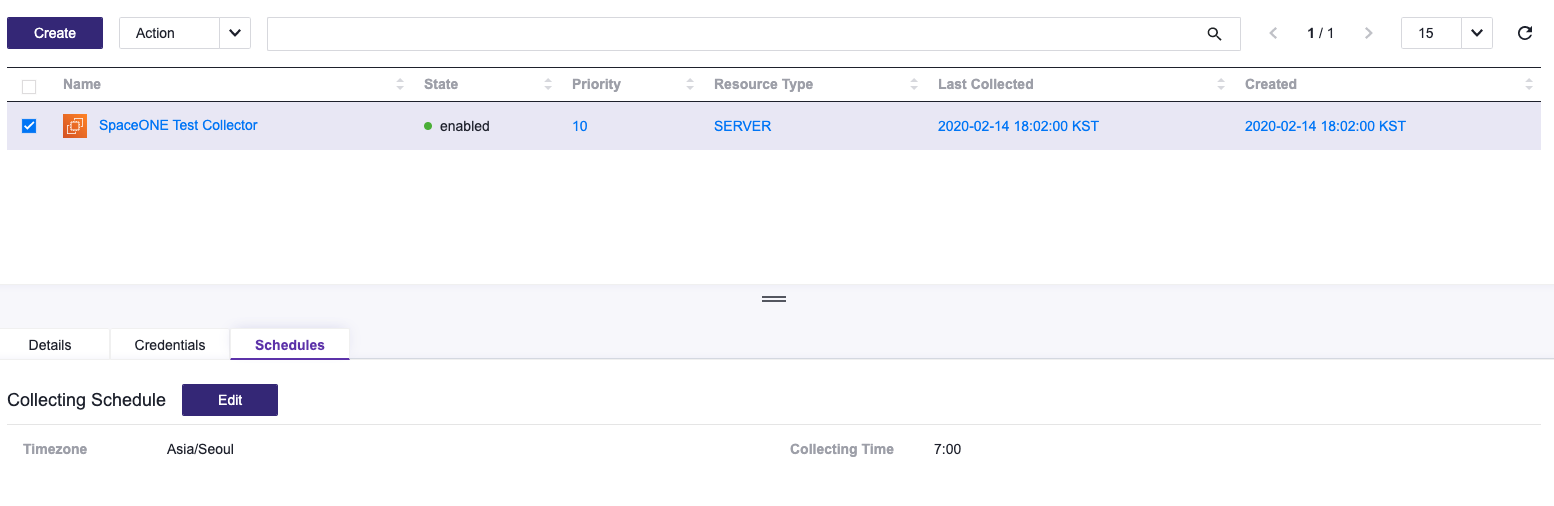 Create Action 1 / 1 15
Name State Priority Resource Type Last Collected Created
SpaceONE Test Collector enabled 10 SERVER 2020-02-14 18:02:00 KST 2020-02-14 18:02:00 KST
Details Credentials Schedules
Collecting Schedule Edit
Timezone Asia/Seoul Collecting Time 7:00